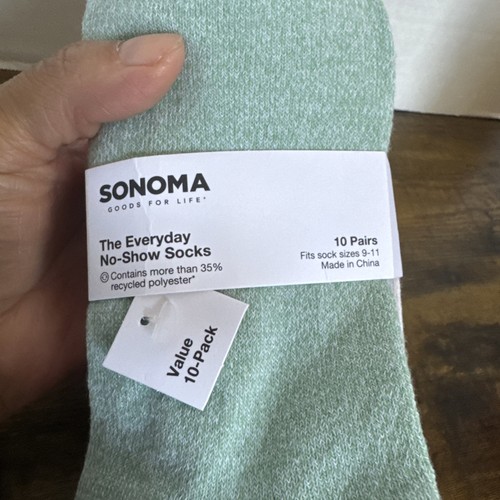 SONOMA
GOODS FOR LIFE
The Everyday
No-Show Socks
Contains more than 35%
recycled polyester*
10 Pairs
Fits sock sizes 9-11
Made in China
Value
10-Pack